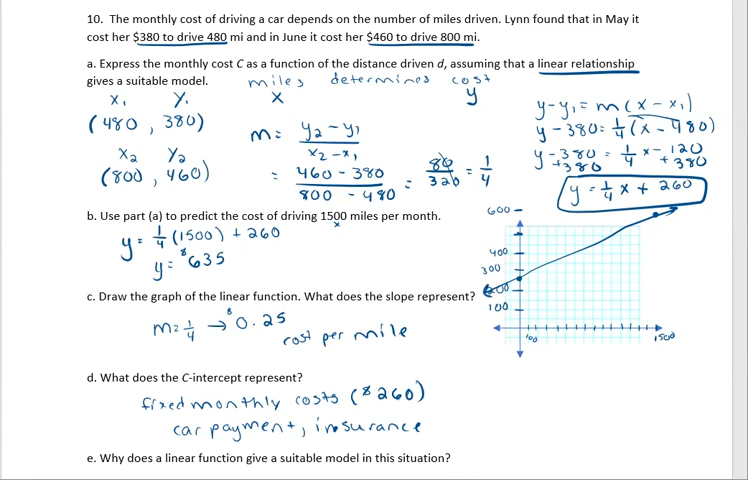 10. The monthly cost of driving a car depends on the number of miles driven. Lynn found that in May it
cost her $380 to drive 480 mi and in June it cost her $460 to drive 800 mi.
a. Express the monthly cost C as a function of the distance driven d, assuming that a linear relationship
gives a suitable model.
miles determines cost
x y
x₁ y₁
(480, 380)
x₂ y₂
(800, 460)
m = y₂ - y₁ / x₂ - x₁
= 460 - 380 / 800 - 480 = 80/320 = 1/4
y - y₁ = m(x - x₁)
y - 380 = 1/4 (x - 480)
y - 380 = 1/4 x - 120
+380 +380
y = 1/4 x + 260
b. Use part (a) to predict the cost of driving 1500 miles per month.
x
y = 1/4 (1500) + 260
y = $635
c. Draw the graph of the linear function. What does the slope represent?
m = 1/4 → $0.25
cost per mile
600
400
300
200
100
100 1500
d. What does the C-intercept represent?
fixed monthly costs ($260)
car payment, insurance
e. Why does a linear function give a suitable model in this situation?